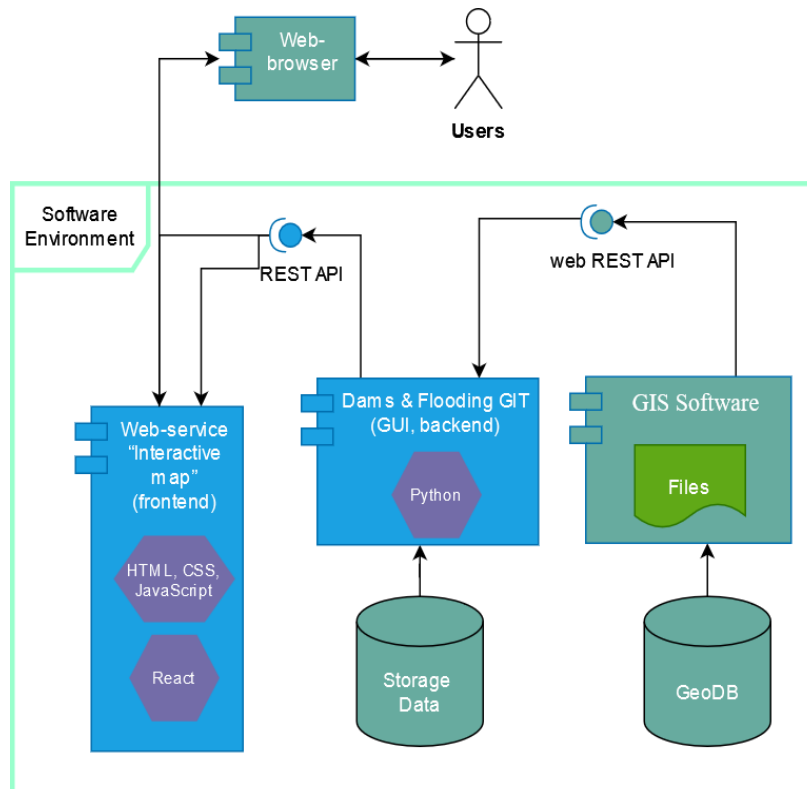 Web-
browser
Users
Software
Environment
REST API
web REST API
Web-service
“Interactive
map”
(frontend)
HTML, CSS,
JavaScript
React
Dams & Flooding GIT
(GUI, backend)
Python
GIS Software
Files
Storage
Data
GeoDB